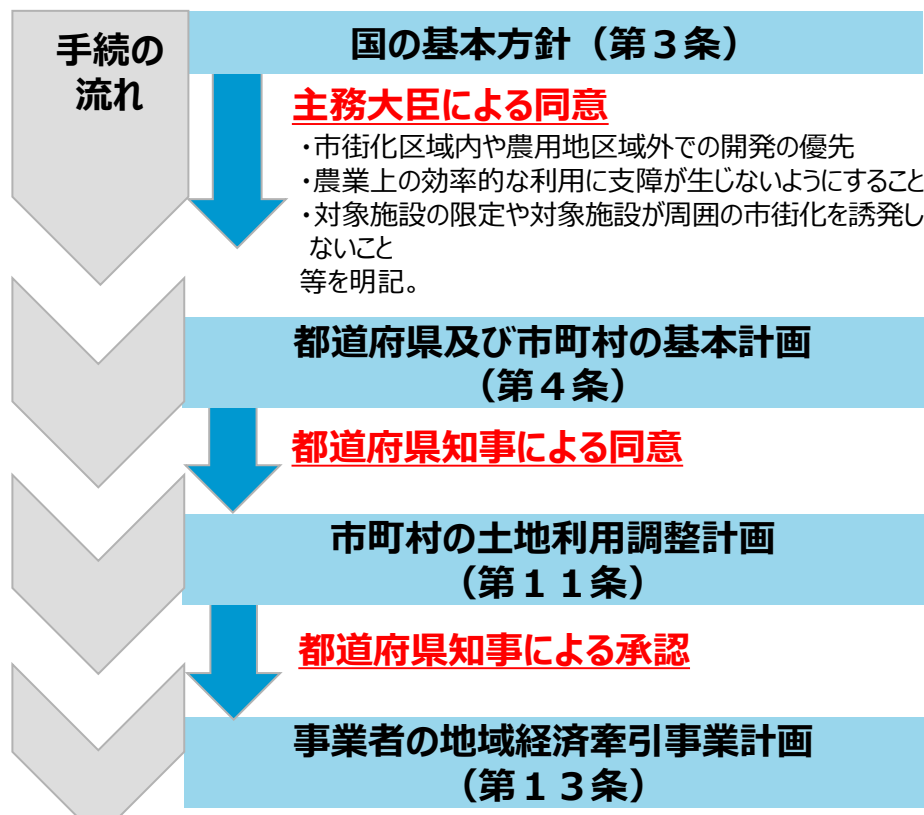 手続の
流れ
国の基本方針（第３条）
主務大臣による同意
・市街化区域内や農用地区域外での開発の優先
・農業上の効率的な利用に支障が生じないようにすること
・対象施設の限定や対象施設が周囲の市街化を誘発し
ないこと
等を明記。
都道府県及び市町村の基本計画
（第４条）
都道府県知事による同意
市町村の土地利用調整計画
（第１１条）
都道府県知事による承認
事業者の地域経済牽引事業計画
（第１３条）